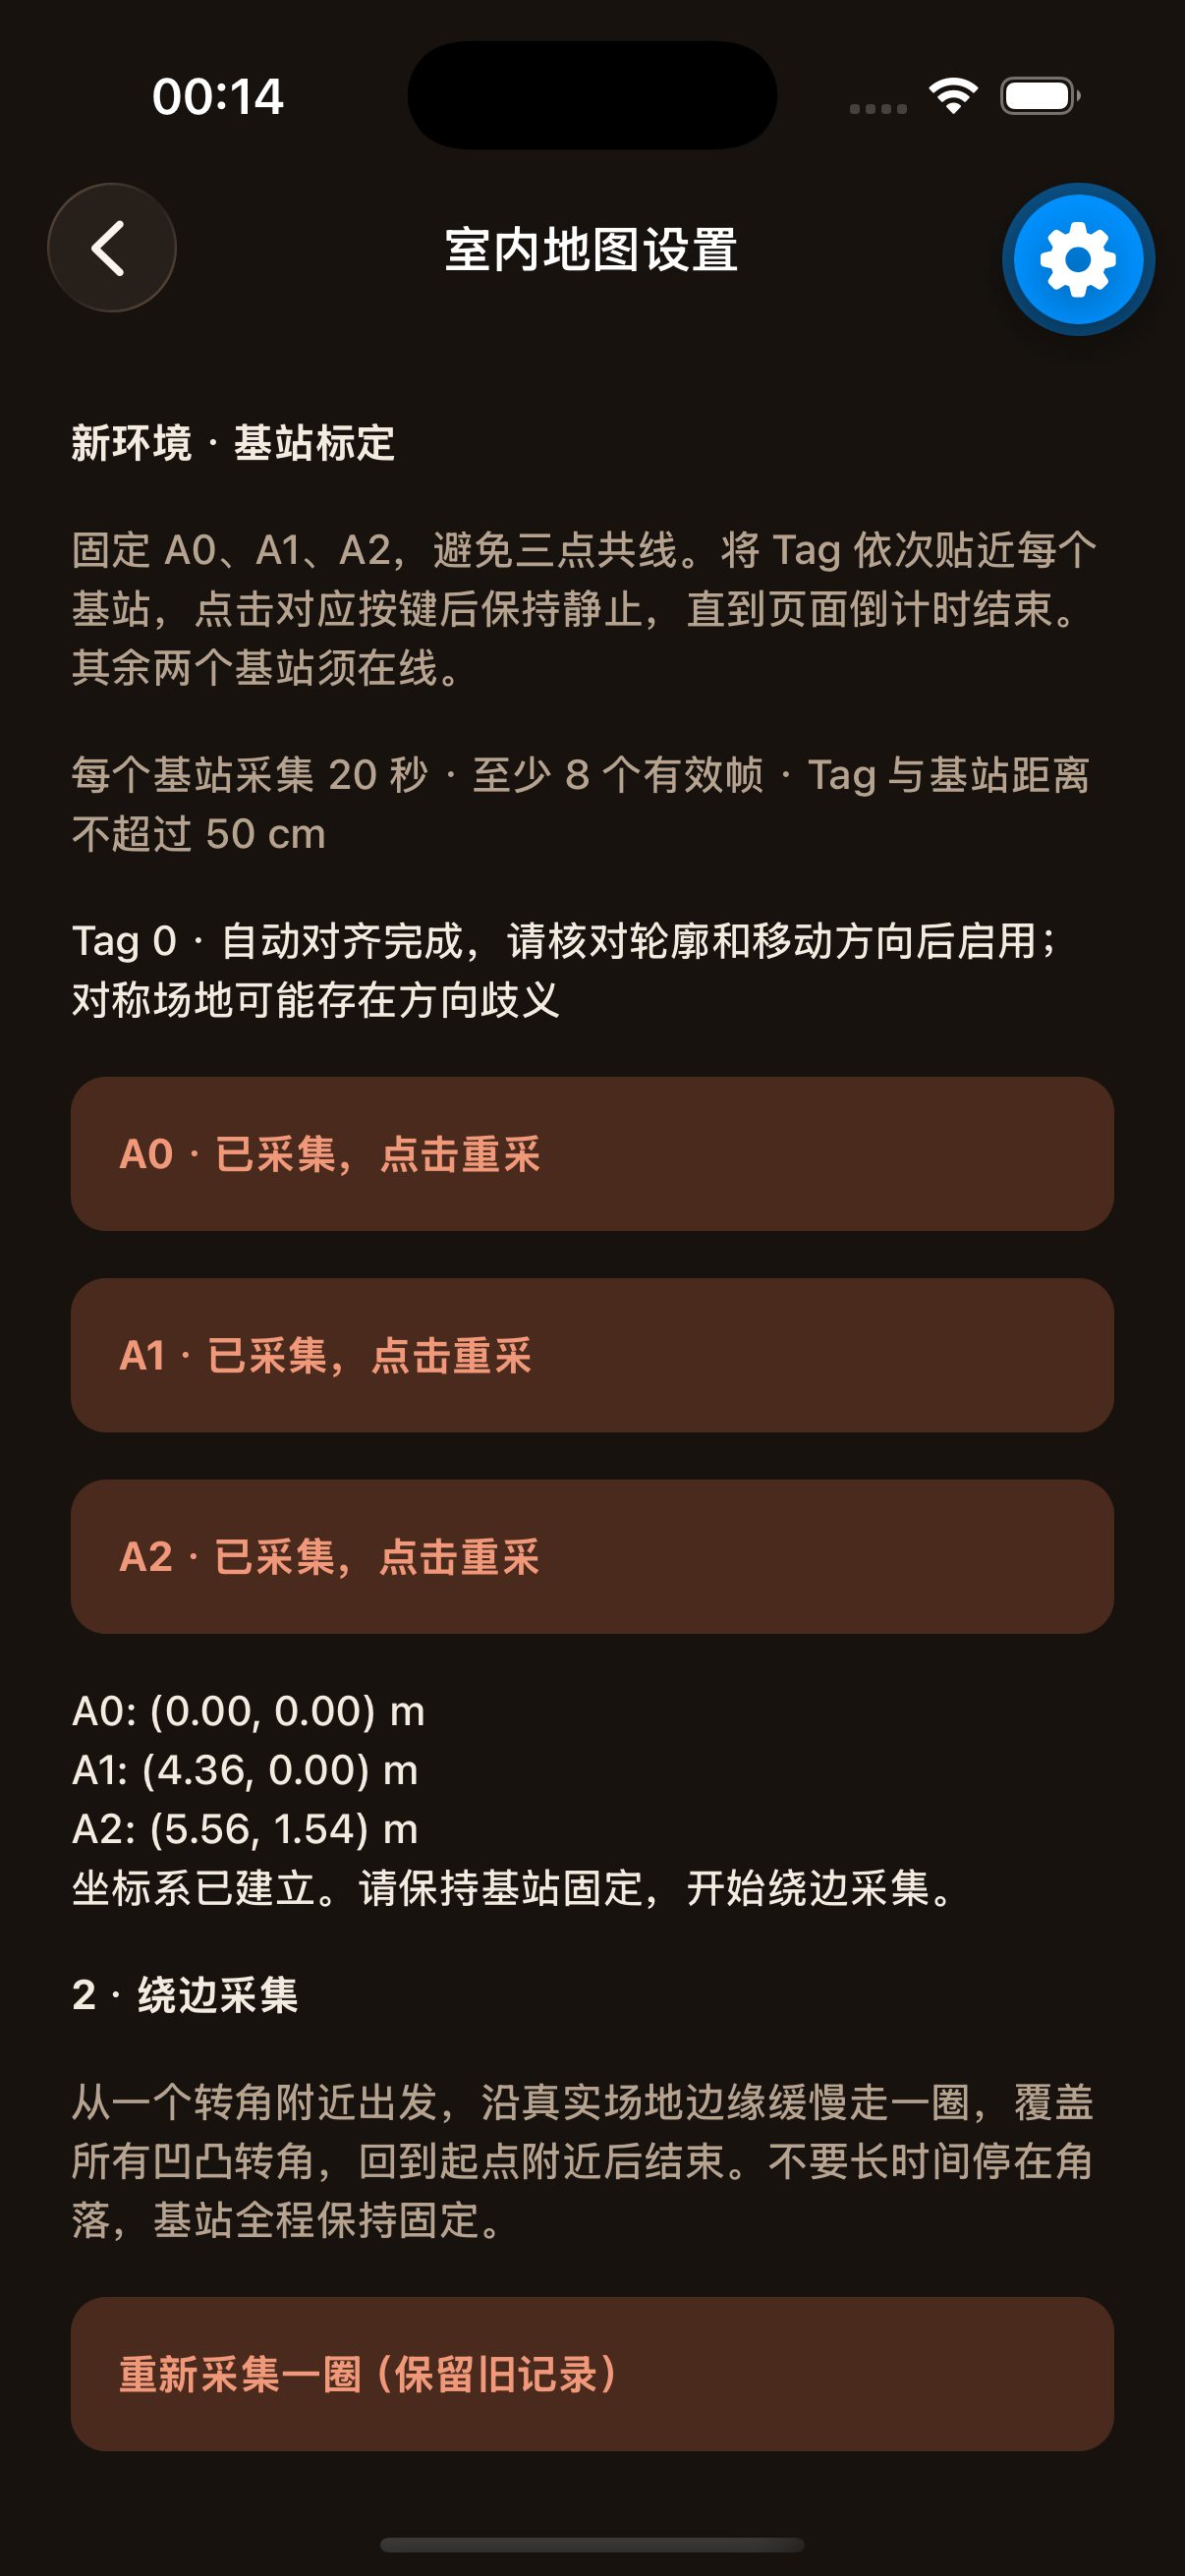 00:14
室内地图设置
新环境 · 基站标定
固定 A0、A1、A2，避免三点共线。将 Tag 依次贴近每个
基站，点击对应按键后保持静止，直到页面倒计时结束。
其余两个基站须在线。
每个基站采集 20 秒 · 至少 8 个有效帧 · Tag 与基站距离
不超过 50 cm
Tag 0 · 自动对齐完成，请核对轮廓和移动方向后启用；
对称场地可能存在方向歧义
A0 · 已采集，点击重采
A1 · 已采集，点击重采
A2 · 已采集，点击重采
A0: (0.00, 0.00) m
A1: (4.36, 0.00) m
A2: (5.56, 1.54) m
坐标系已建立。请保持基站固定，开始绕边采集。
2 · 绕边采集
从一个转角附近出发，沿真实场地边缘缓慢走一圈，覆盖
所有凹凸转角，回到起点附近后结束。不要长时间停在角
落，基站全程保持固定。
重新采集一圈（保留旧记录）